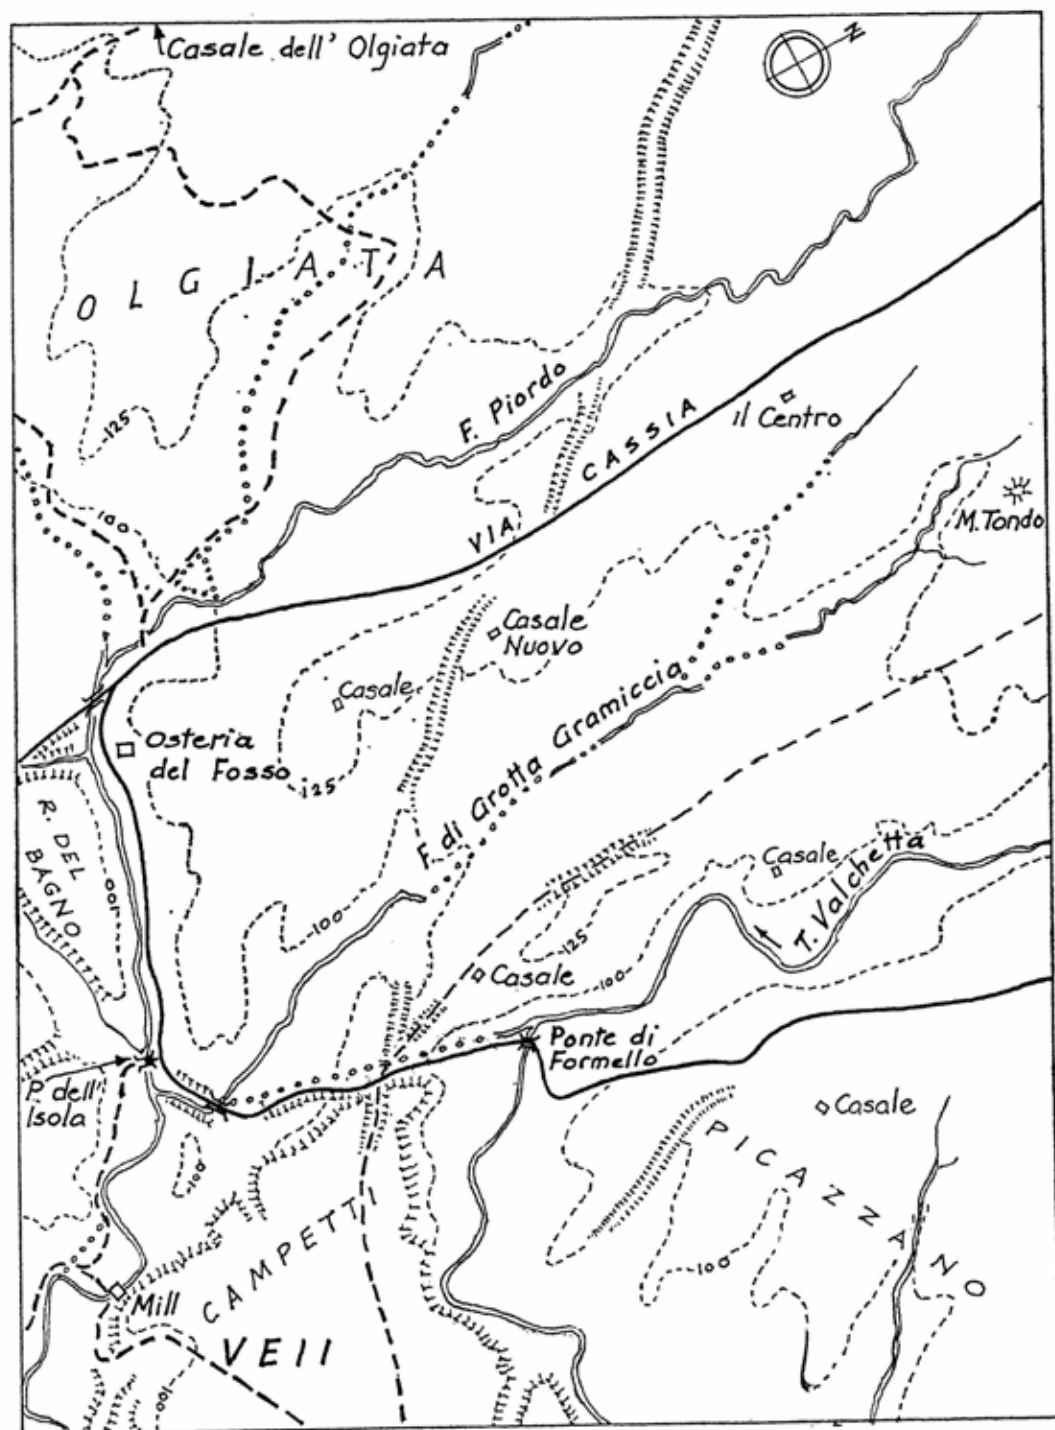 Casale dell' Olgiata
N
OLGIATA
125
F. Piordo
VIA CASSIA
il Centro
M. Tondo
100
Casale
Nuovo
Casale
125
Osteria
del Fosso
F. di Grotta Gramiccia
R. DEL
BAGNO
100
100
Casale
T. Valchetta
125
Casale
100
Ponte di
Formello
P. dell'
Isola
Casale
PICAZZANO
100
100
CAMPETTI
Mill
VEII
100